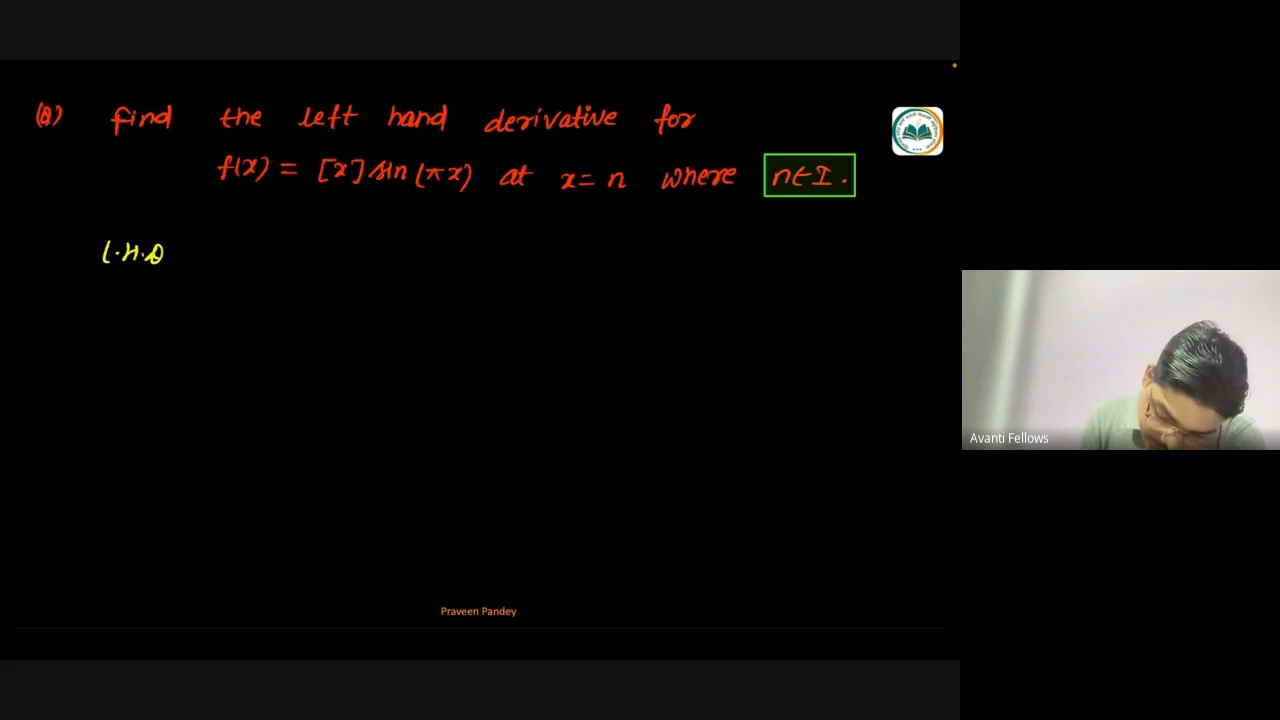 (Q) find the left hand derivative for
f(x) = [x] sin (πx) at x = n where n∈I.
L.H.D
Avanti Fellows
Praveen Pandey